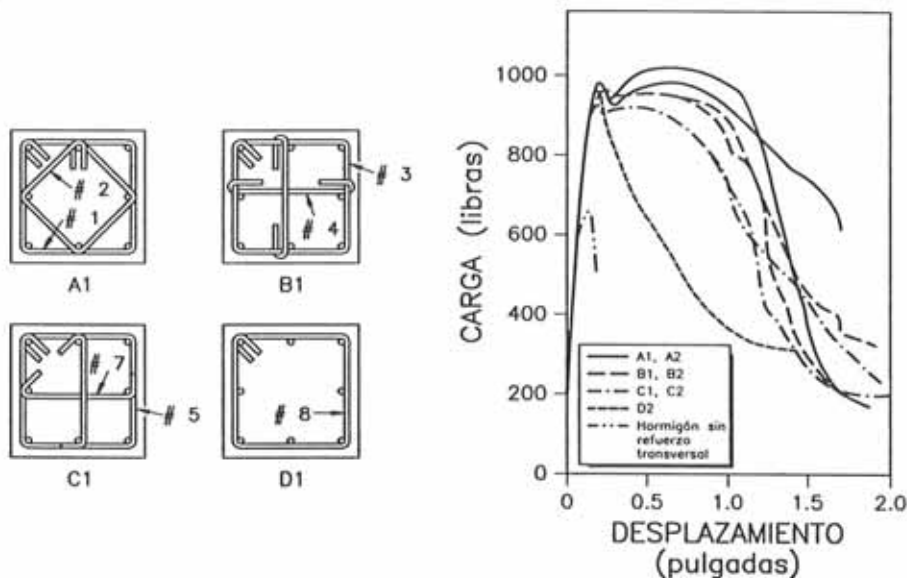 # 2
# 1
A1
# 3
# 4
B1
# 7
# 5
C1
# 8
D1
CARGA (libras)
1000
800
600
400
200
0
A1, A2
B1, B2
C1, C2
D2
Hormigón sin
refuerzo
transversal
0
0.5
1.0
1.5
2.0
DESPLAZAMIENTO
(pulgadas)